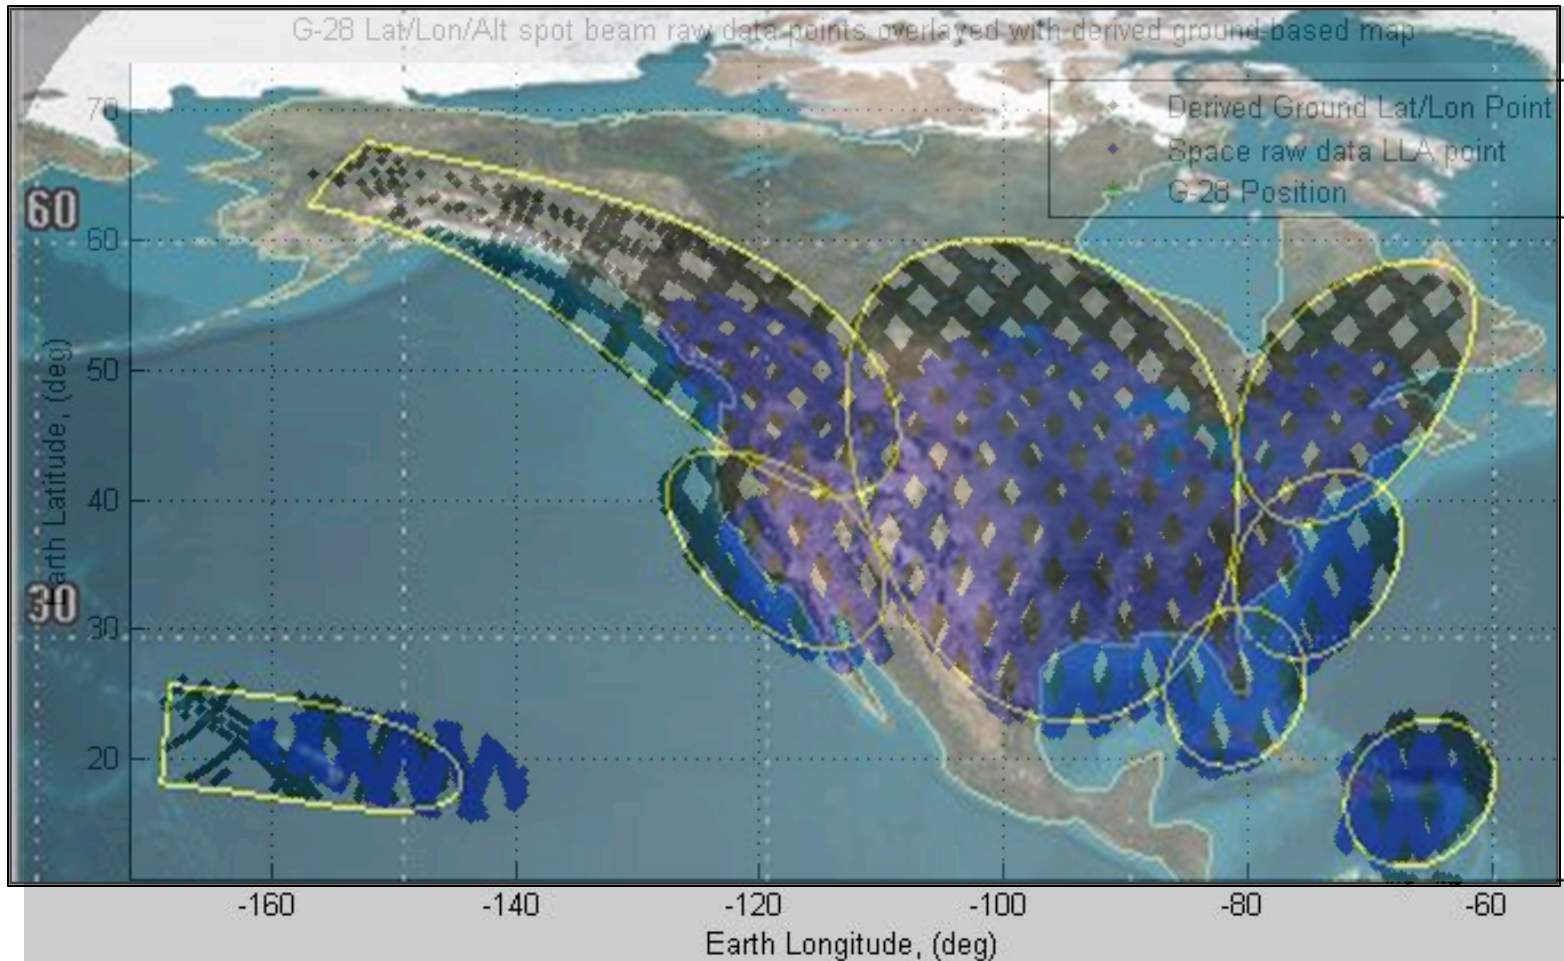 G-28 Lat/Lon/Alt spot beam raw data points overlayed with derived ground based map
Derived Ground Lat/Lon Point
Space raw data LLA point
G-28 Position
70
60
60
50
40
30
30
20
Earth Latitude, (deg)
-160 -140 -120 -100 -80 -60
Earth Longitude, (deg)